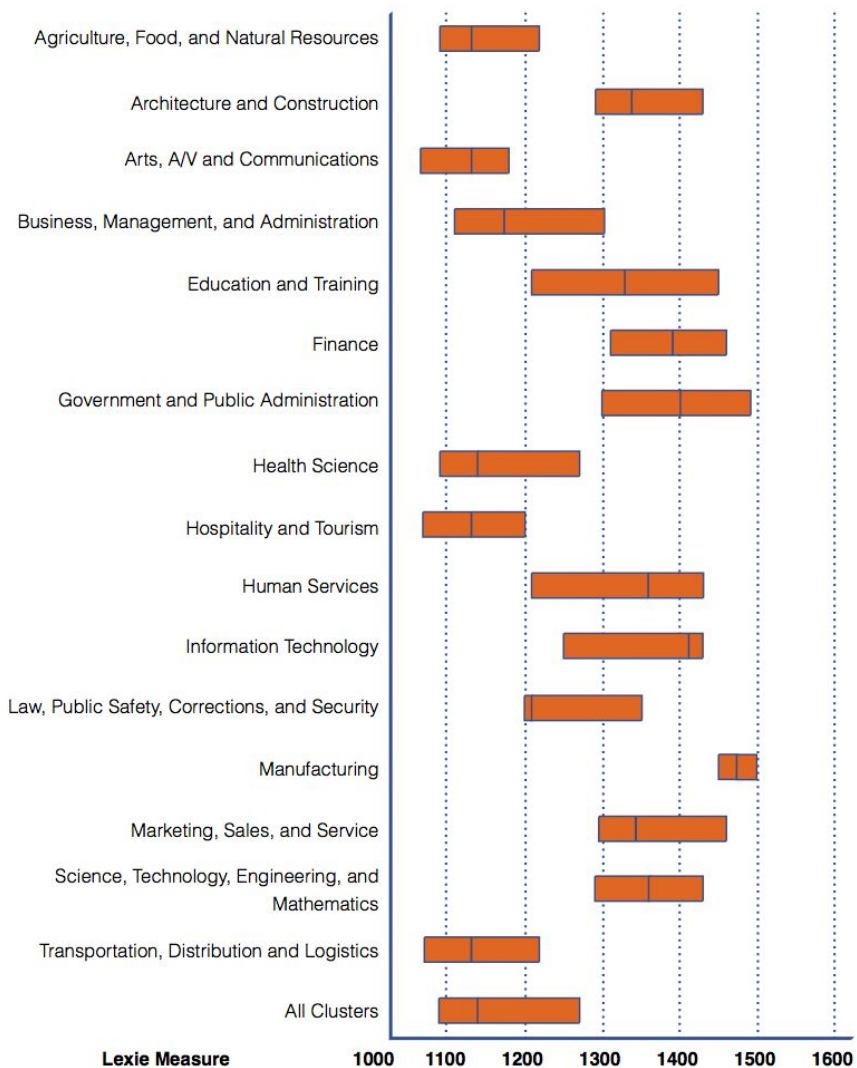 Agriculture, Food, and Natural Resources
Architecture and Construction
Arts, A/V and Communications
Business, Management, and Administration
Education and Training
Finance
Government and Public Administration
Health Science
Hospitality and Tourism
Human Services
Information Technology
Law, Public Safety, Corrections, and Security
Manufacturing
Marketing, Sales, and Service
Science, Technology, Engineering, and
Mathematics
Transportation, Distribution and Logistics
All Clusters
Lexie Measure 1000 1100 1200 1300 1400 1500 1600